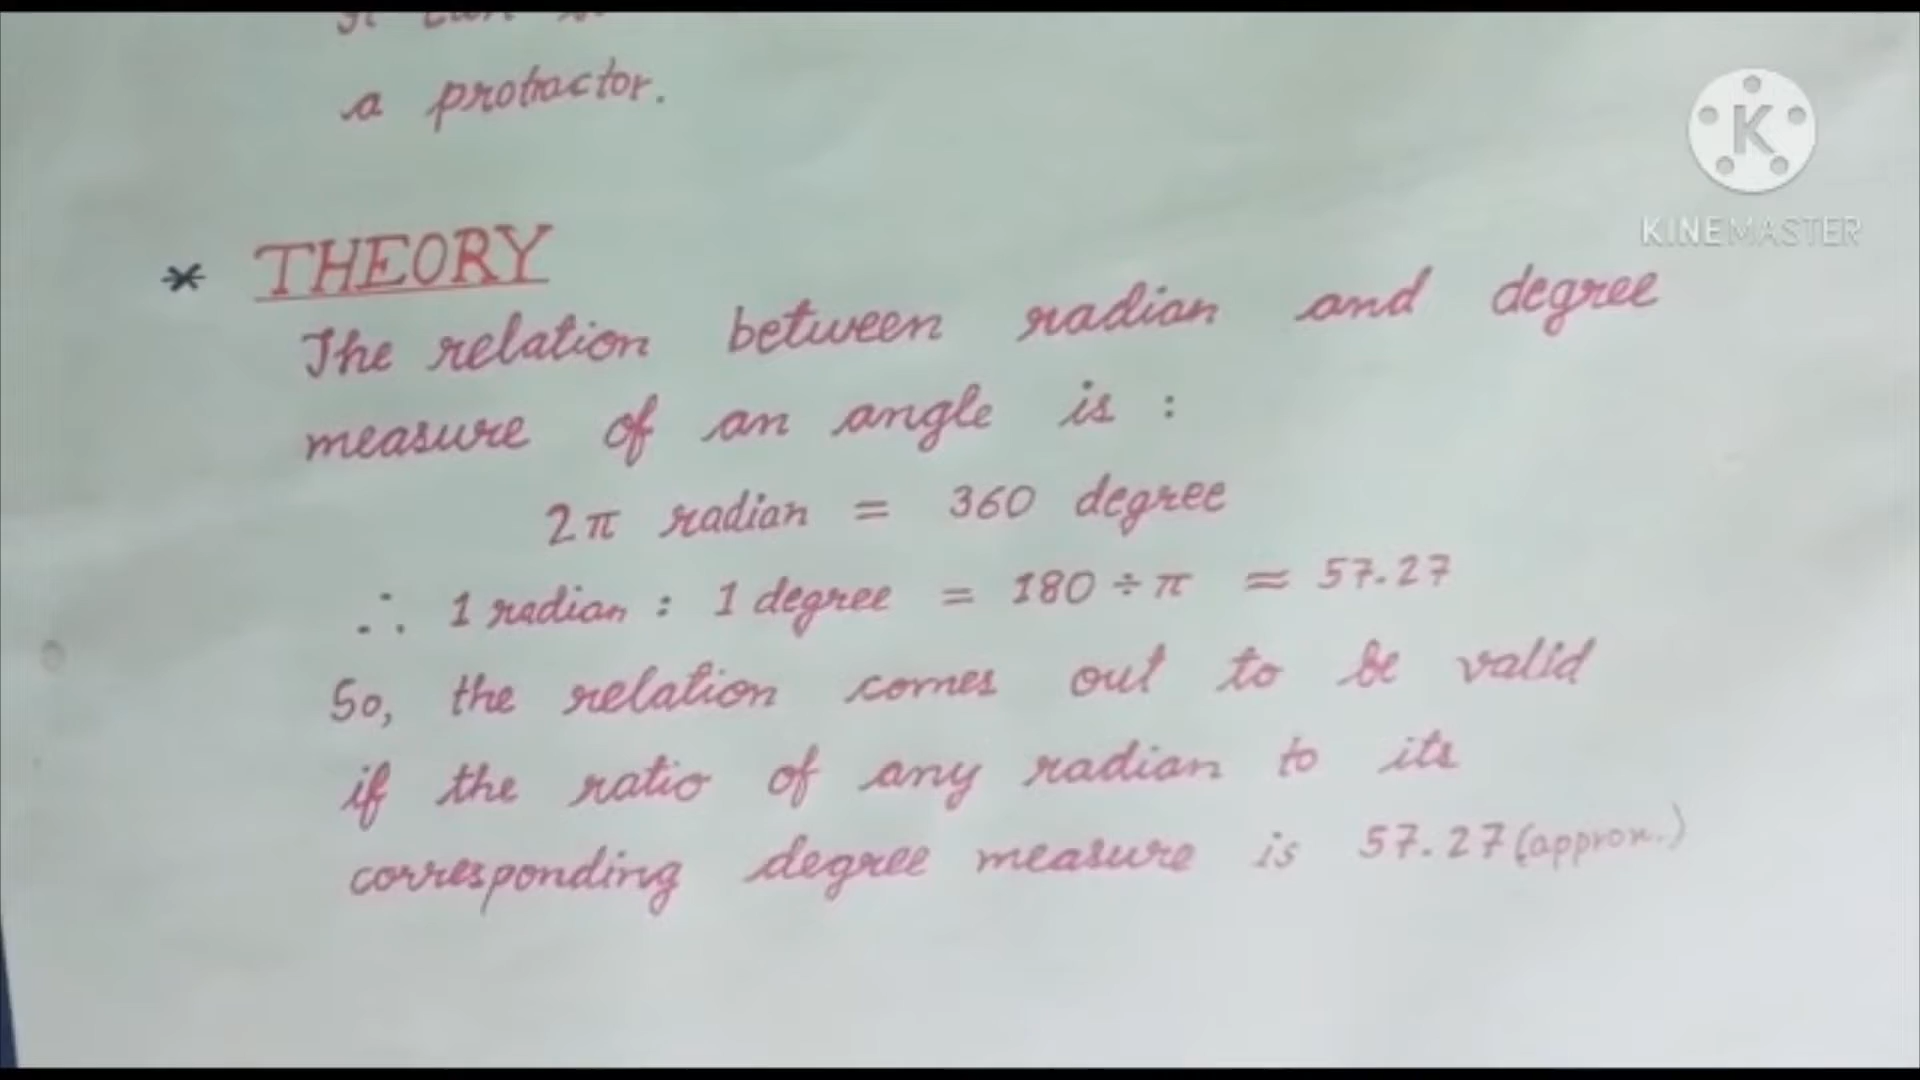 a protractor.
K
KINEMASTER
* THEORY
The relation between radian and degree
measure of an angle is :
2π radian = 360 degree
∴ 1 radian : 1 degree = 180 ÷ π ≈ 57.27
So, the relation comes out to be valid
if the ratio of any radian to its
corresponding degree measure is 57.27 (approx.)